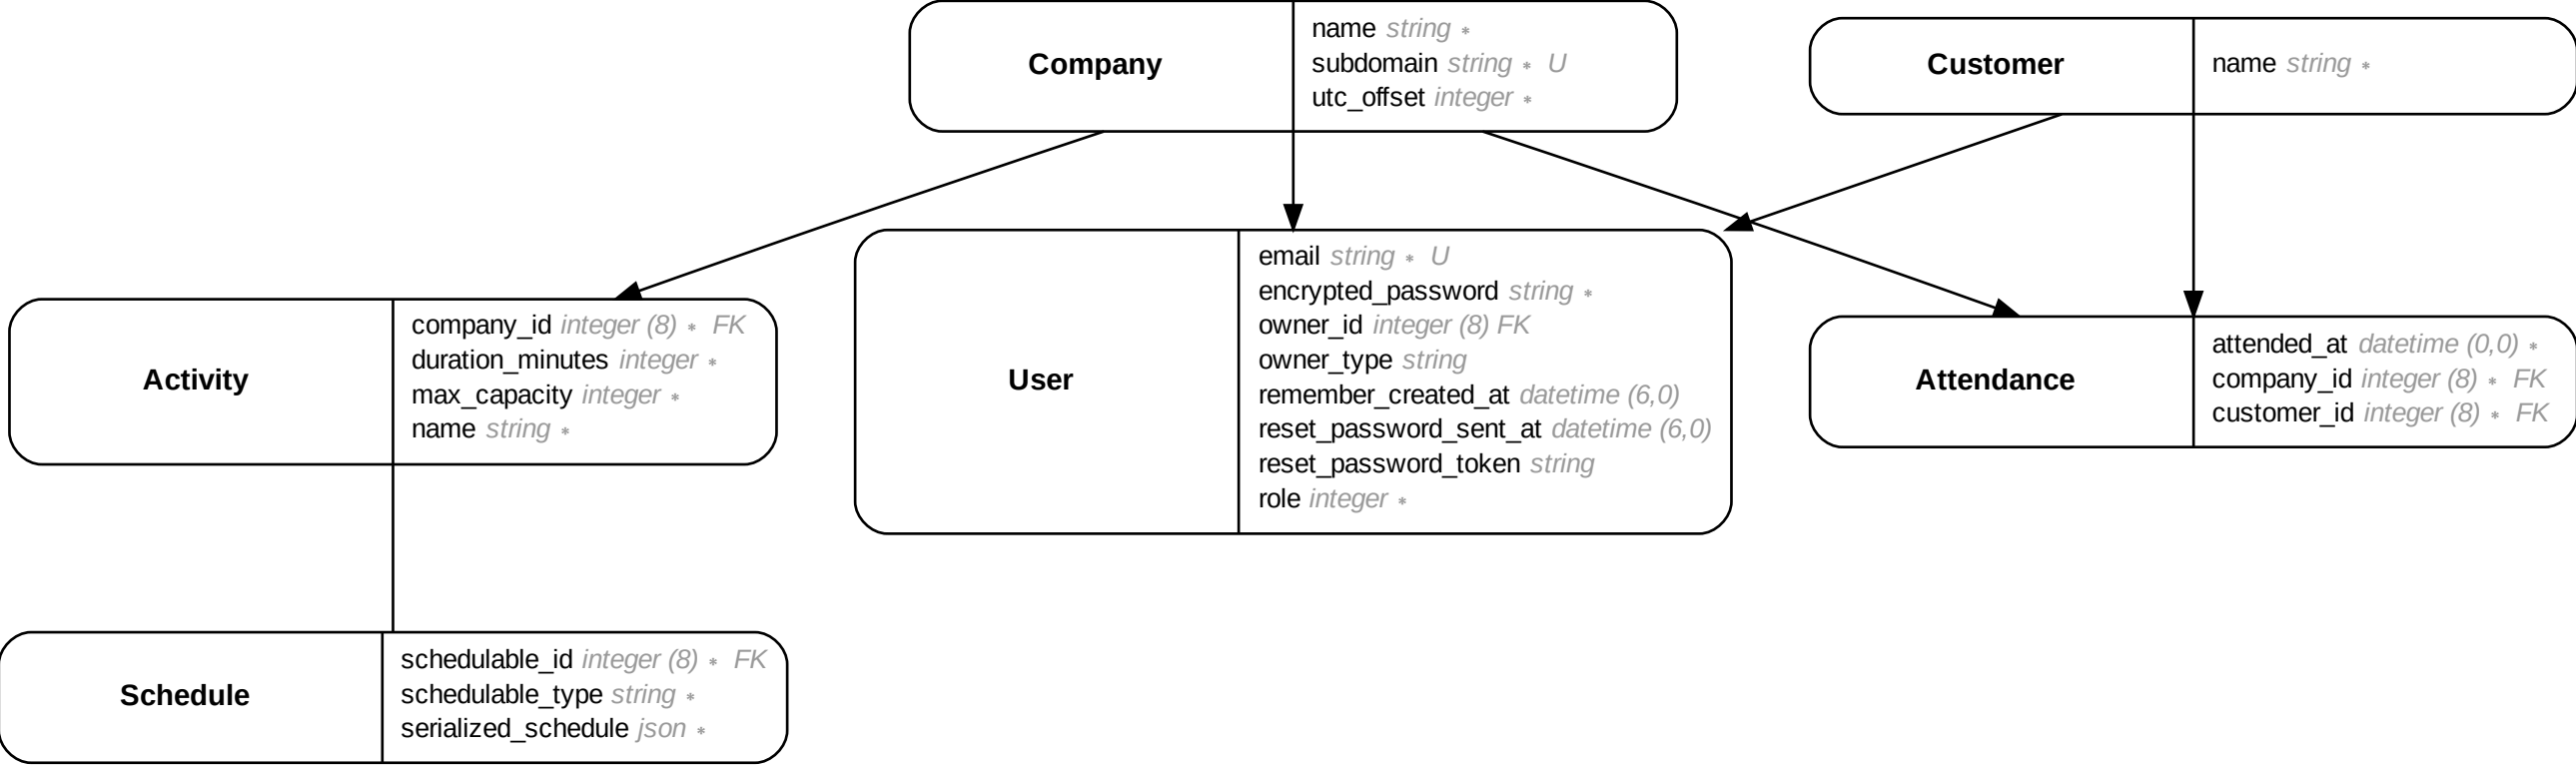 Company
name string *
subdomain string * U
utc_offset integer *
Customer
name string *
Activity
company_id integer (8) * FK
duration_minutes integer *
max_capacity integer *
name string *
User
email string * U
encrypted_password string *
owner_id integer (8) FK
owner_type string
remember_created_at datetime (6,0)
reset_password_sent_at datetime (6,0)
reset_password_token string
role integer *
Attendance
attended_at datetime (0,0) *
company_id integer (8) * FK
customer_id integer (8) * FK
Schedule
schedulable_id integer (8) * FK
schedulable_type string *
serialized_schedule json *